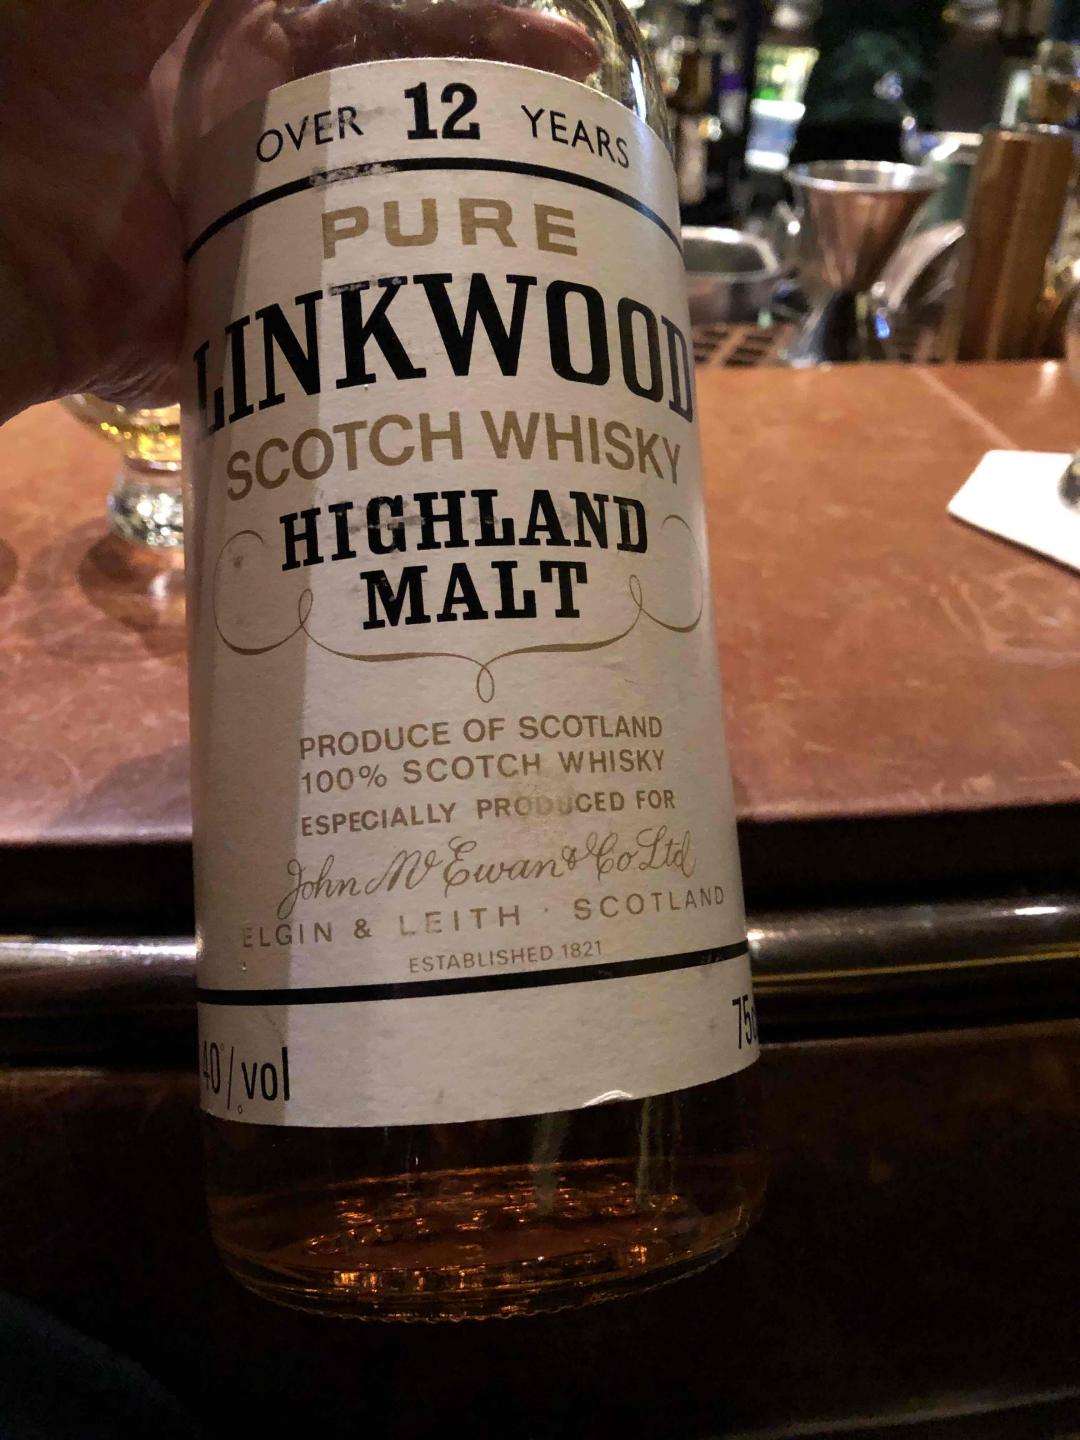 OVER 12 YEARS
PURE
LINKWOOD
SCOTCH WHISKY
HIGHLAND
MALT
PRODUCE OF SCOTLAND
100% SCOTCH WHISKY
ESPECIALLY PRODUCED FOR
John McEwan & Co Ltd
ELGIN & LEITH · SCOTLAND
ESTABLISHED 1821
40% vol 75c